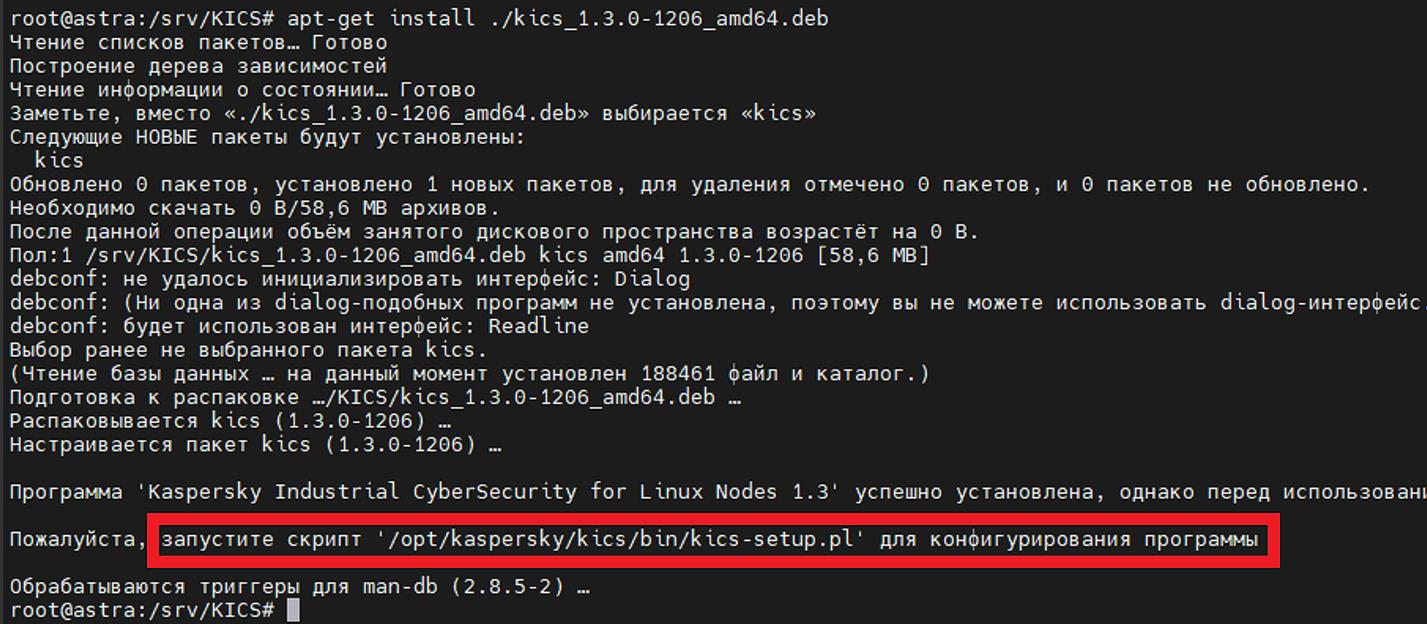 root@astra:/srv/KICS# apt-get install ./kics_1.3.0-1206_amd64.deb
Чтение списков пакетов… Готово
Построение дерева зависимостей
Чтение информации о состоянии… Готово
Заметьте, вместо «./kics_1.3.0-1206_amd64.deb» выбирается «kics»
Следующие НОВЫЕ пакеты будут установлены:
  kics
Обновлено 0 пакетов, установлено 1 новых пакетов, для удаления отмечено 0 пакетов, и 0 пакетов не обновлено.
Необходимо скачать 0 B/58,6 MB архивов.
После данной операции объём занятого дискового пространства возрастёт на 0 B.
Пол:1 /srv/KICS/kics_1.3.0-1206_amd64.deb kics amd64 1.3.0-1206 [58,6 MB]
debconf: не удалось инициализировать интерфейс: Dialog
debconf: (Ни одна из dialog-подобных программ не установлена, поэтому вы не можете использовать dialog-интерфейс.
debconf: будет использован интерфейс: Readline
Выбор ранее не выбранного пакета kics.
(Чтение базы данных … на данный момент установлен 188461 файл и каталог.)
Подготовка к распаковке …/KICS/kics_1.3.0-1206_amd64.deb …
Распаковывается kics (1.3.0-1206) …
Настраивается пакет kics (1.3.0-1206) …
Программа 'Kaspersky Industrial CyberSecurity for Linux Nodes 1.3' успешно установлена, однако перед использовани
Пожалуйста, запустите скрипт '/opt/kaspersky/kics/bin/kics-setup.pl' для конфигурирования программы
Обрабатываются триггеры для man-db (2.8.5-2) …
root@astra:/srv/KICS#